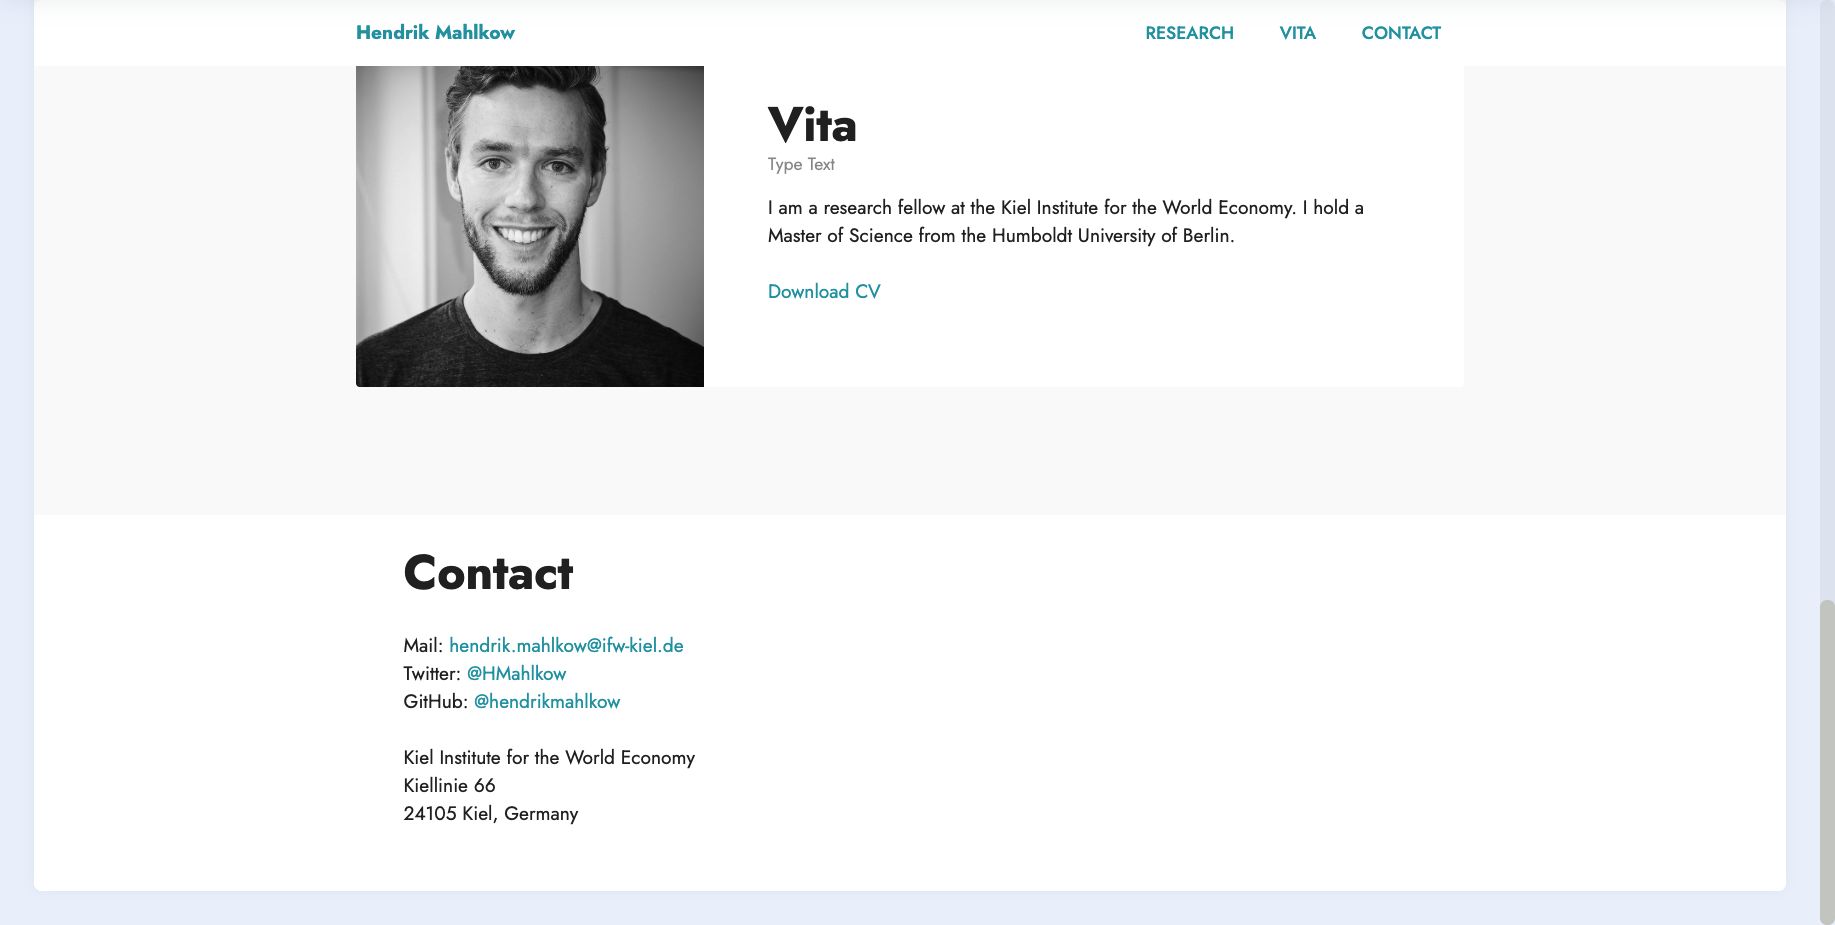 Hendrik Mahlkow
RESEARCH VITA CONTACT
Vita
Type Text
I am a research fellow at the Kiel Institute for the World Economy. I hold a
Master of Science from the Humboldt University of Berlin.
Download CV
Contact
Mail: hendrik.mahlkow@ifw-kiel.de
Twitter: @HMahlkow
GitHub: @hendrikmahlkow
Kiel Institute for the World Economy
Kiellinie 66
24105 Kiel, Germany